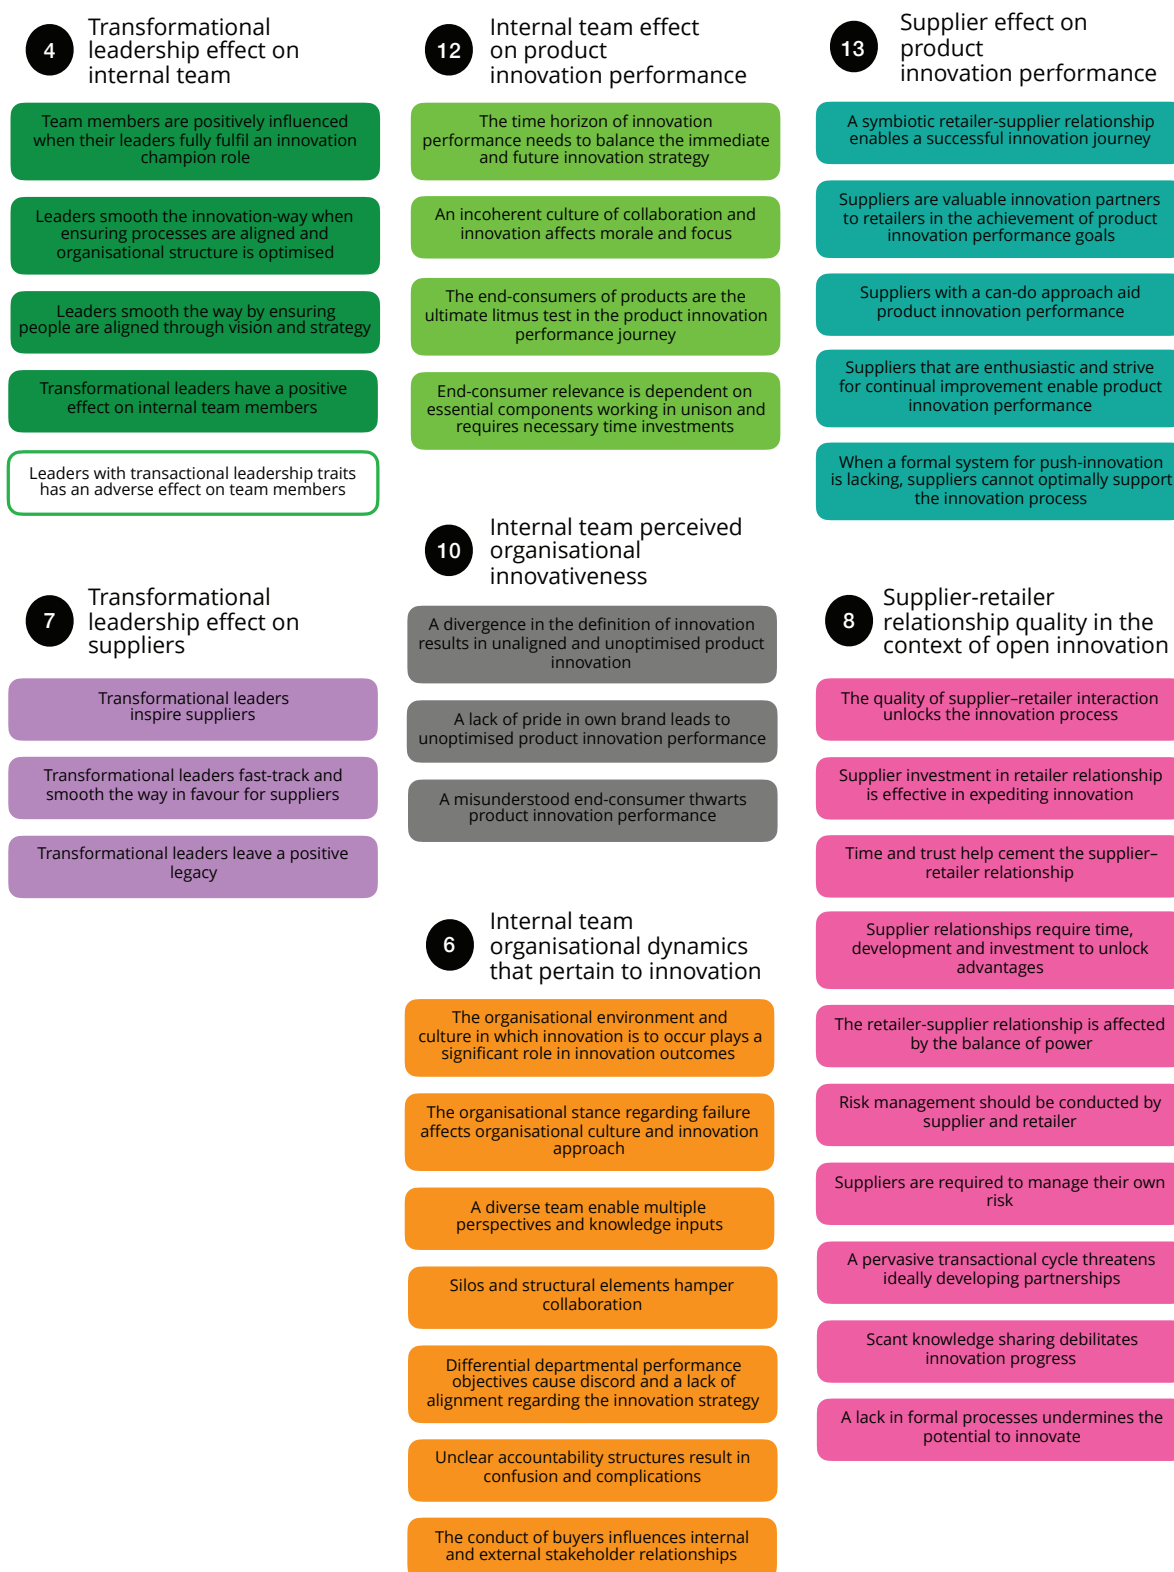 4
Transformational
leadership effect on
internal team
Team members are positively influenced
when their leaders fully fulfil an innovation
champion role
Leaders smooth the innovation-way when
ensuring processes are aligned and
organisational structure is optimised
Leaders smooth the way by ensuring
people are aligned through vision and strategy
Transformational leaders have a positive
effect on internal team members
Leaders with transactional leadership traits
has an adverse effect on team members
7
Transformational
leadership effect on
suppliers
Transformational leaders
inspire suppliers
Transformational leaders fast-track and
smooth the way in favour for suppliers
Transformational leaders leave a positive
legacy
12
Internal team effect
on product
innovation performance
The time horizon of innovation
performance needs to balance the immediate
and future innovation strategy
An incoherent culture of collaboration and
innovation affects morale and focus
The end-consumers of products are the
ultimate litmus test in the product innovation
performance journey
End-consumer relevance is dependent on
essential components working in unison and
requires necessary time investments
10
Internal team perceived
organisational
innovativeness
A divergence in the definition of innovation
results in unaligned and unoptimised product
innovation
A lack of pride in own brand leads to
unoptimised product innovation performance
A misunderstood end-consumer thwarts
product innovation performance
6
Internal team
organisational dynamics
that pertain to innovation
The organisational environment and
culture in which innovation is to occur plays a
significant role in innovation outcomes
The organisational stance regarding failure
affects organisational culture and innovation
approach
A diverse team enable multiple
perspectives and knowledge inputs
Silos and structural elements hamper
collaboration
Differential departmental performance
objectives cause discord and a lack of
alignment regarding the innovation strategy
Unclear accountability structures result in
confusion and complications
The conduct of buyers influences internal
and external stakeholder relationships
13
Supplier effect on
product
innovation performance
A symbiotic retailer-supplier relationship
enables a successful innovation journey
Suppliers are valuable innovation partners
to retailers in the achievement of product
innovation performance goals
Suppliers with a can-do approach aid
product innovation performance
Suppliers that are enthusiastic and strive
for continual improvement enable product
innovation performance
When a formal system for push-innovation
is lacking, suppliers cannot optimally support
the innovation process
8
Supplier-retailer
relationship quality in the
context of open innovation
The quality of supplier–retailer interaction
unlocks the innovation process
Supplier investment in retailer relationship
is effective in expediting innovation
Time and trust help cement the supplier–
retailer relationship
Supplier relationships require time,
development and investment to unlock
advantages
The retailer-supplier relationship is affected
by the balance of power
Risk management should be conducted by
supplier and retailer
Suppliers are required to manage their own
risk
A pervasive transactional cycle threatens
ideally developing partnerships
Scant knowledge sharing debilitates
innovation progress
A lack in formal processes undermines the
potential to innovate